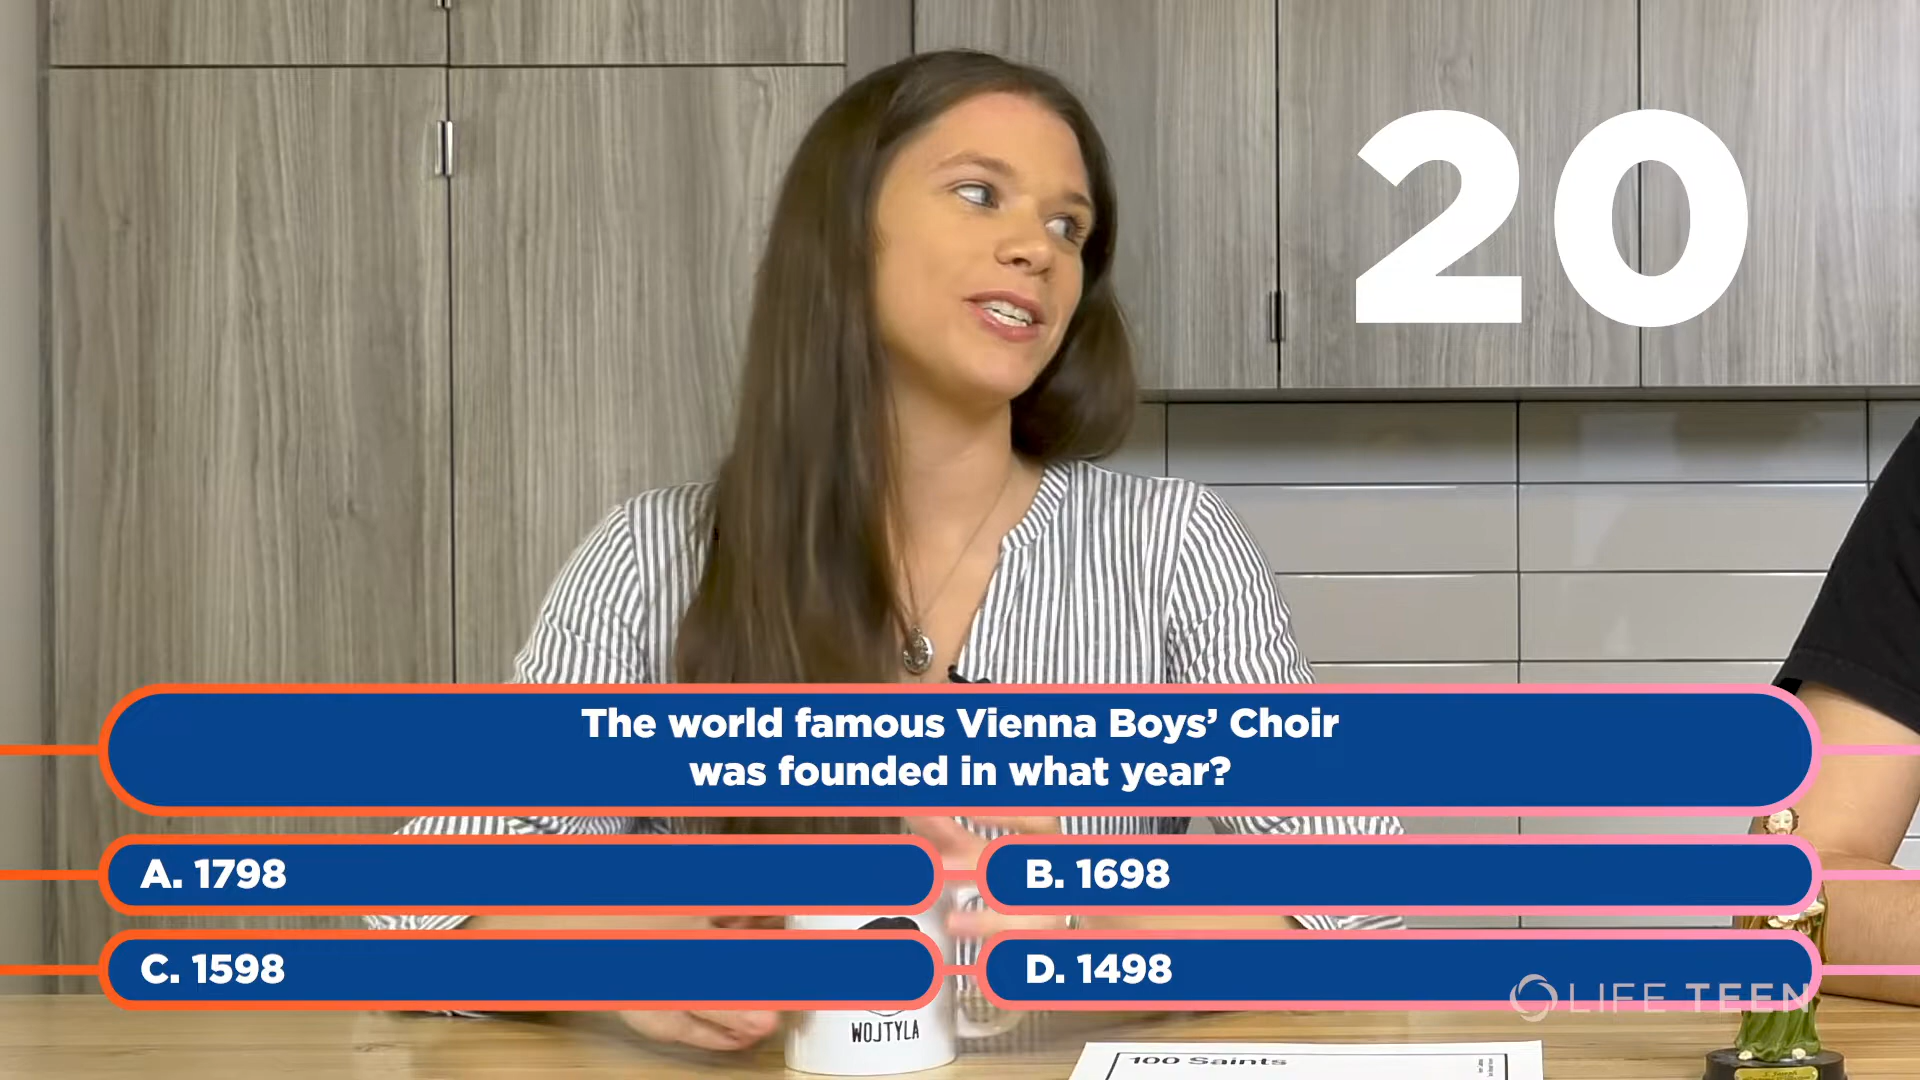 20
The world famous Vienna Boys’ Choir
was founded in what year?
A. 1798
B. 1698
C. 1598
D. 1498
LIFE TEEN
WOJTYLA
100 Saints